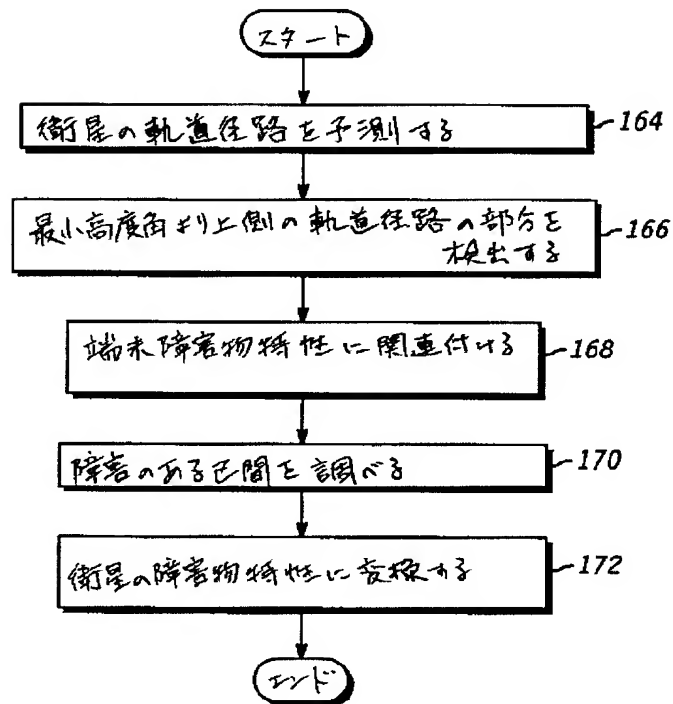 スタート
衛星の軌道径路を予測する
164
最小高度角より上側の軌道径路の部分を
検出する
166
端末障害物特性に関連付ける
168
障害のある区間を調べる
170
衛星の障害物特性に変換する
172
エンド